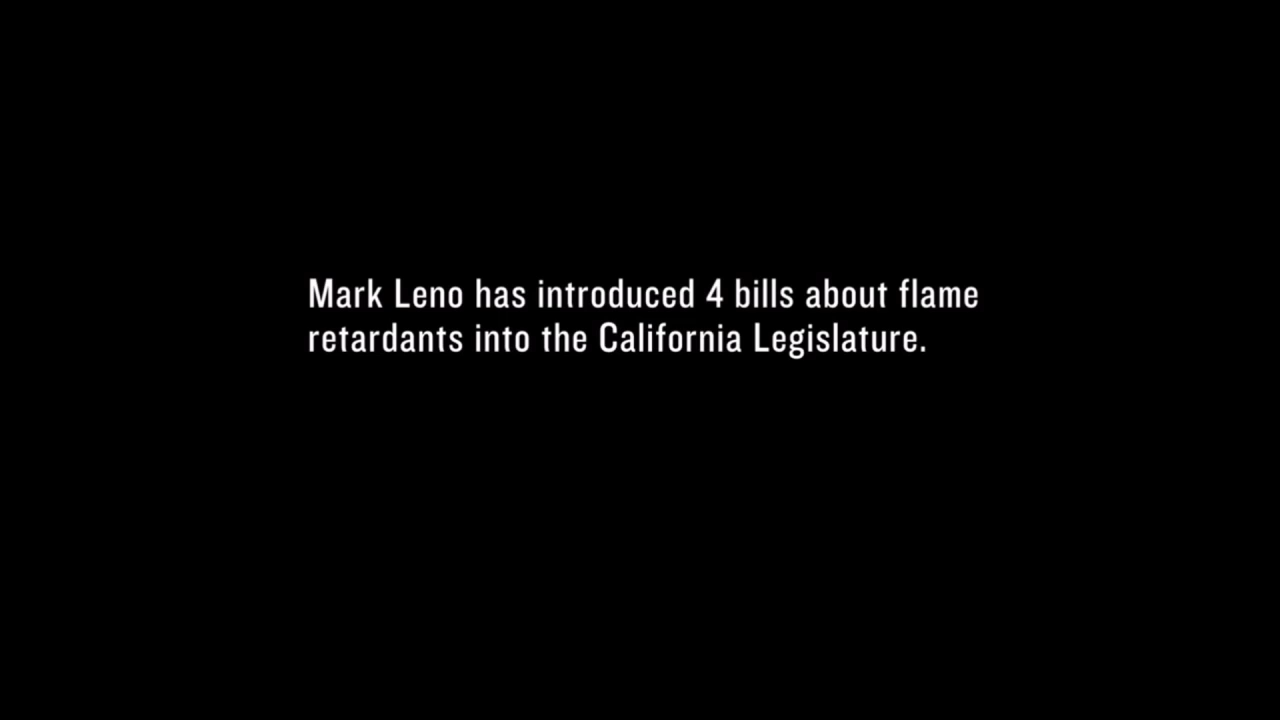 Mark Leno has introduced 4 bills about flame
retardants into the California Legislature.